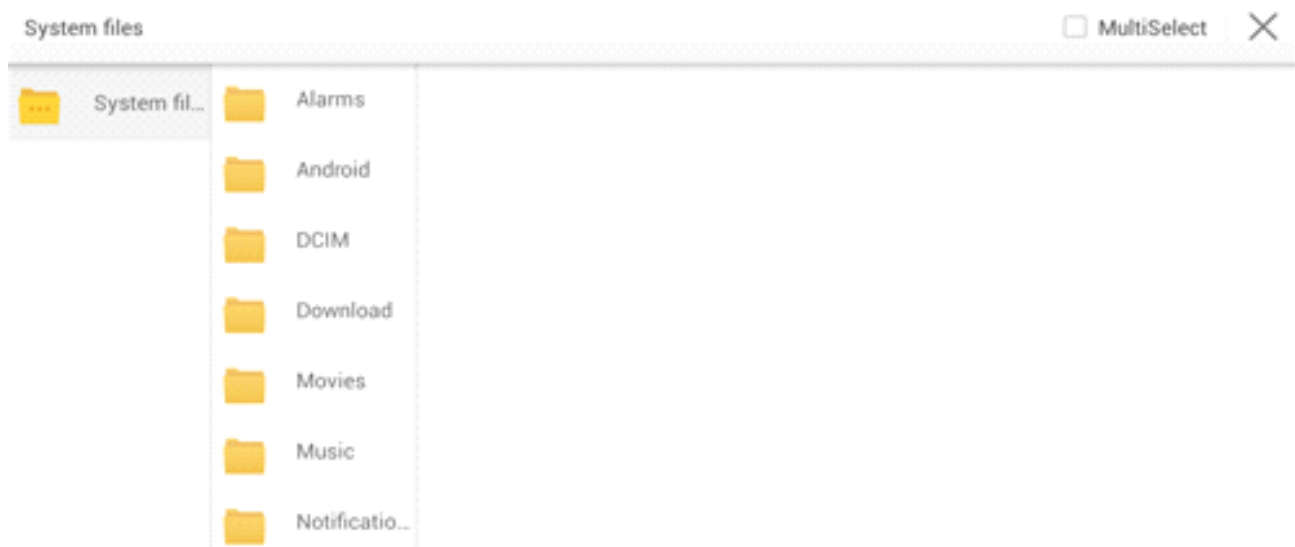 System files
MultiSelect
System fil...
Alarms
Android
DCIM
Download
Movies
Music
Notificatio...